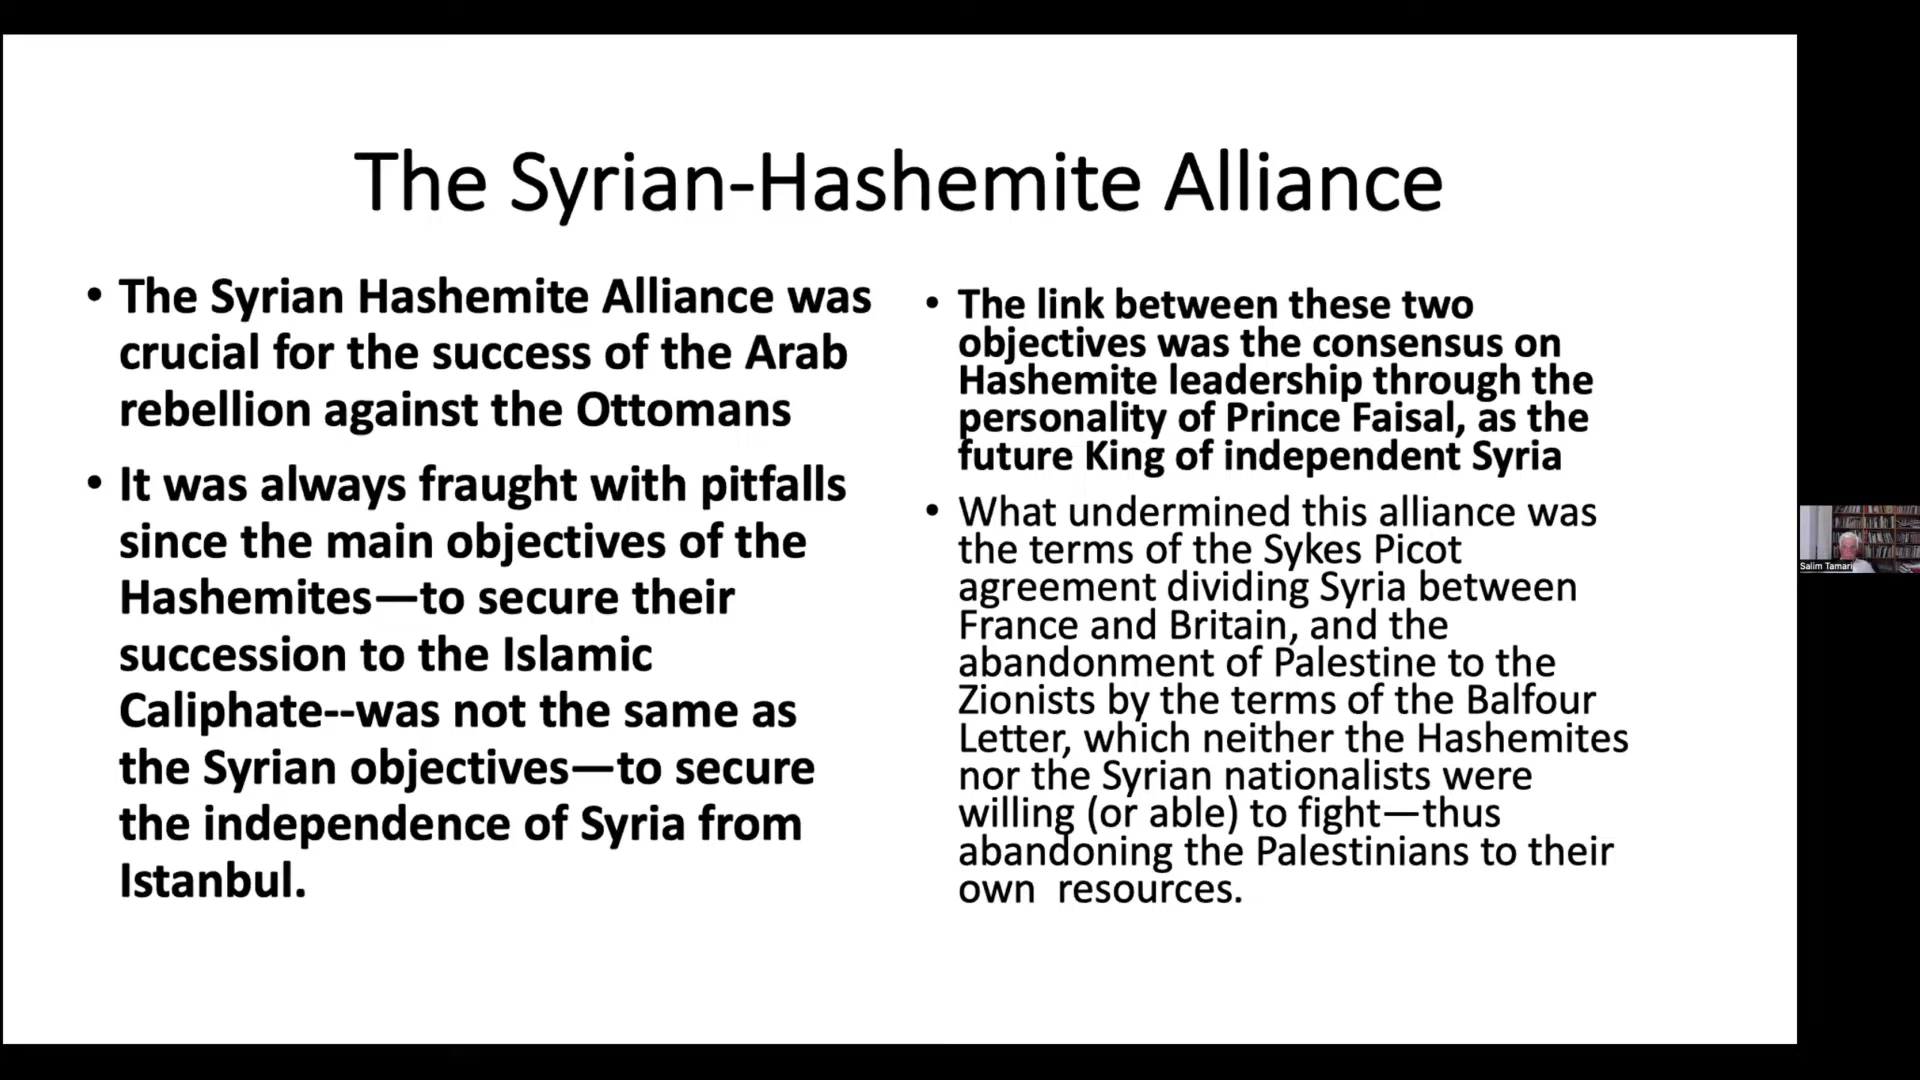 The Syrian-Hashemite Alliance
• The Syrian Hashemite Alliance was
crucial for the success of the Arab
rebellion against the Ottomans
• It was always fraught with pitfalls
since the main objectives of the
Hashemites—to secure their
succession to the Islamic
Caliphate--was not the same as
the Syrian objectives—to secure
the independence of Syria from
Istanbul.
• The link between these two
objectives was the consensus on
Hashemite leadership through the
personality of Prince Faisal, as the
future King of independent Syria
• What undermined this alliance was
the terms of the Sykes Picot
agreement dividing Syria between
France and Britain, and the
abandonment of Palestine to the
Zionists by the terms of the Balfour
Letter, which neither the Hashemites
nor the Syrian nationalists were
willing (or able) to fight—thus
abandoning the Palestinians to their
own  resources.
Salim Tamari